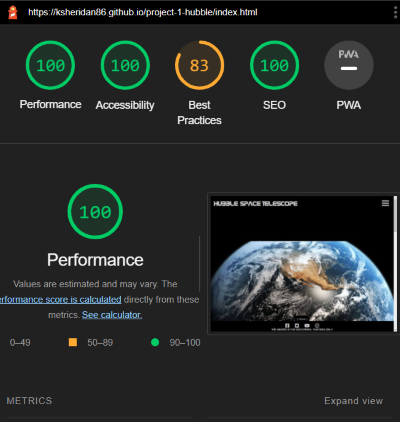 https://ksheridan86.github.io/project-1-hubble/index.html
100
100
83
100
PWA
Performance
Accessibility
Best
Practices
SEO
PWA
100
Performance
Values are estimated and may vary. The
erformance score is calculated directly from these
metrics. See calculator.
0–49
50–89
90–100
HUBBLE SPACE TELESCOPE
METRICS
Expand view